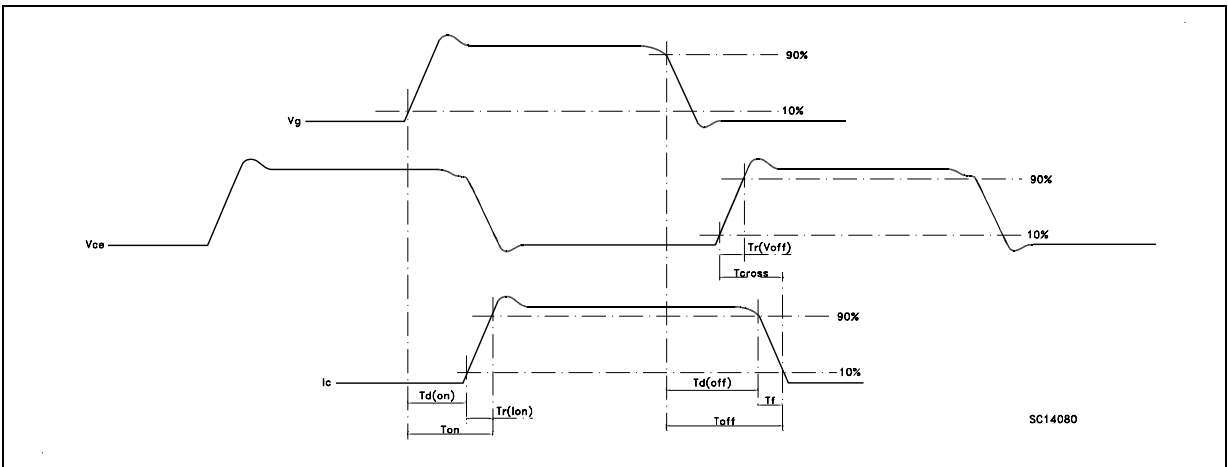 90%
10%
Vg
90%
Vce
10%
Tr(Voff)
Tcross
90%
10%
Ic
Td(on)
Td(off)
Tr(Ion)
Tf
Ton
Toff
SC14080